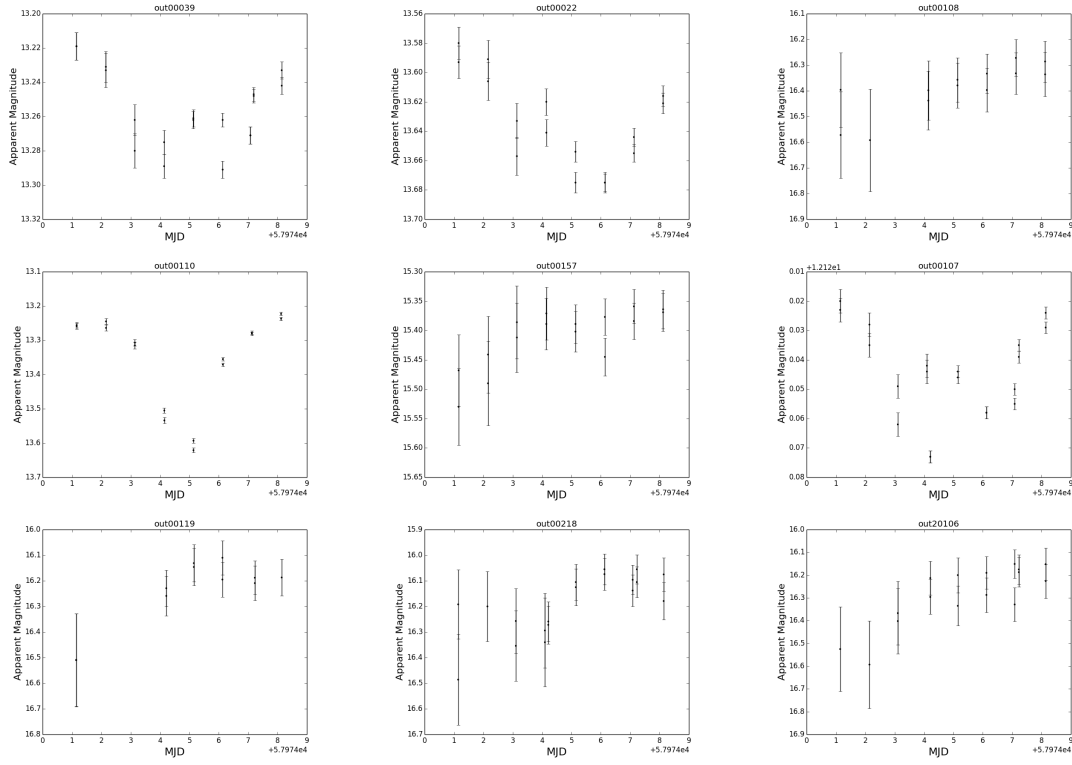 out00039
Apparent Magnitude
13.20
13.22
13.24
13.26
13.28
13.30
13.32
0 1 2 3 4 5 6 7 8 9
MJD
+5.7974e4
out00022
Apparent Magnitude
13.56
13.58
13.60
13.62
13.64
13.66
13.68
13.70
0 1 2 3 4 5 6 7 8 9
MJD
+5.7974e4
out00108
Apparent Magnitude
16.1
16.2
16.3
16.4
16.5
16.6
16.7
16.8
16.9
0 1 2 3 4 5 6 7 8 9
MJD
+5.7974e4
out00110
Apparent Magnitude
13.1
13.2
13.3
13.4
13.5
13.6
13.7
0 1 2 3 4 5 6 7 8 9
MJD
+5.7974e4
out00157
Apparent Magnitude
15.30
15.35
15.40
15.45
15.50
15.55
15.60
15.65
0 1 2 3 4 5 6 7 8 9
MJD
+5.7974e4
out00107
+1.212e1
Apparent Magnitude
0.01
0.02
0.03
0.04
0.05
0.06
0.07
0.08
0 1 2 3 4 5 6 7 8 9
MJD
+5.7974e4
out00119
Apparent Magnitude
16.0
16.1
16.2
16.3
16.4
16.5
16.6
16.7
16.8
0 1 2 3 4 5 6 7 8 9
MJD
+5.7974e4
out00218
Apparent Magnitude
15.9
16.0
16.1
16.2
16.3
16.4
16.5
16.6
16.7
16.8
0 1 2 3 4 5 6 7 8 9
MJD
+5.7974e4
out20106
Apparent Magnitude
16.0
16.1
16.2
16.3
16.4
16.5
16.6
16.7
16.8
16.9
0 1 2 3 4 5 6 7 8 9
MJD
+5.7974e4